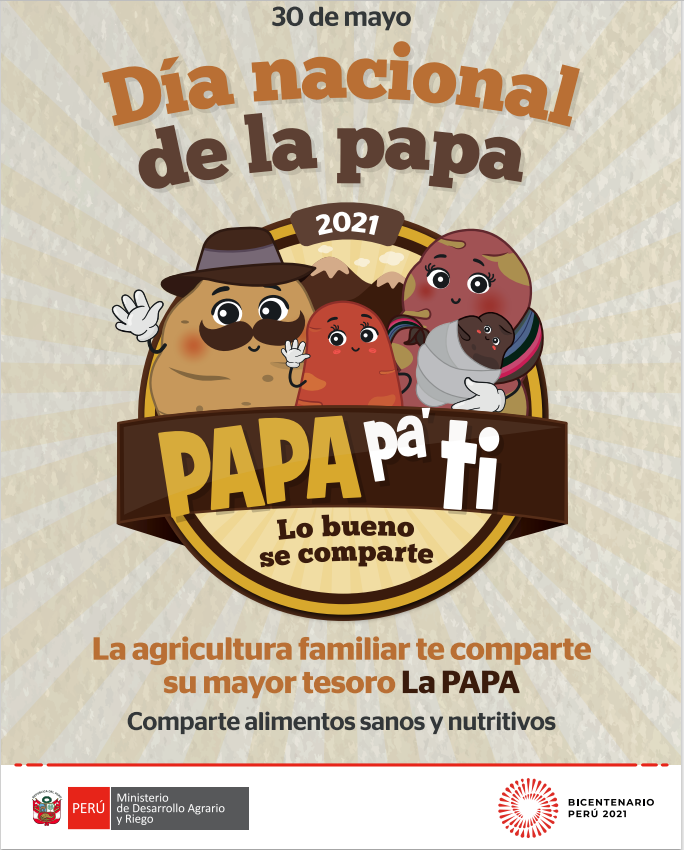 30 de mayo
Día nacional
de la papa
2021
PAPA pa' ti
Lo bueno
se comparte
La agricultura familiar te comparte
su mayor tesoro La PAPA
Comparte alimentos sanos y nutritivos
PERÚ
Ministerio
de Desarrollo Agrario
y Riego
BICENTENARIO
PERÚ 2021